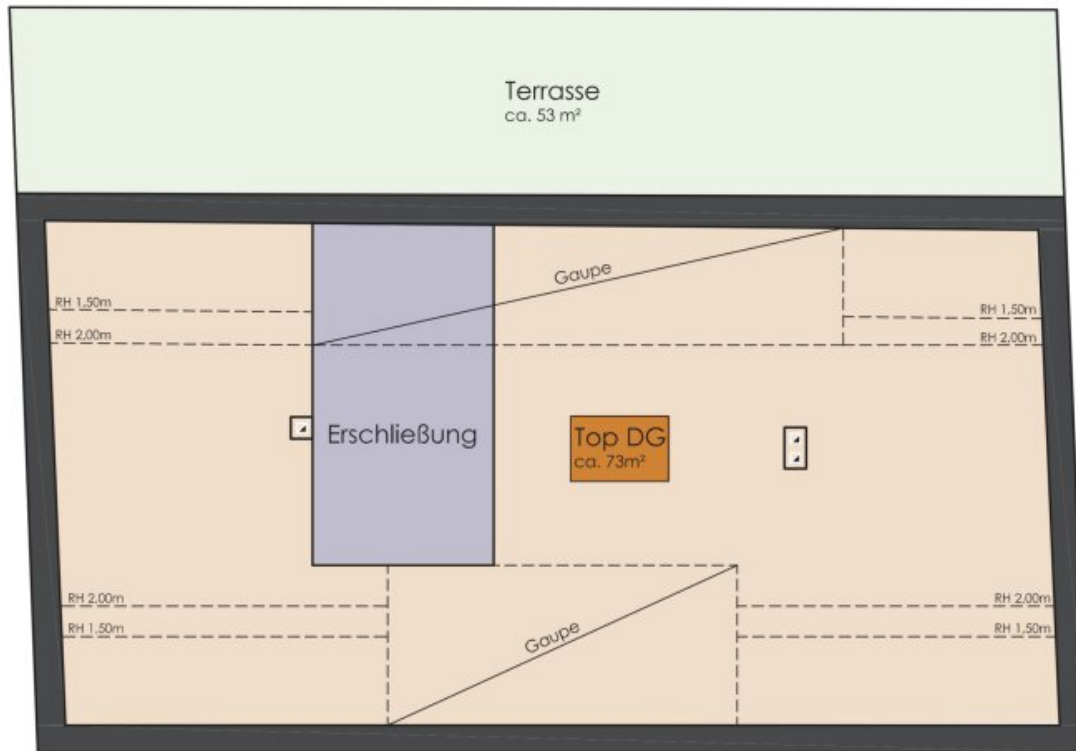 Terrasse
ca. 53 m²
Gaupe
RH 1,50m
RH 1,50m
RH 2,00m
RH 2,00m
Erschließung
Top DG
ca. 73m²
RH 2,00m
RH 2,00m
RH 1,50m
RH 1,50m
Gaupe